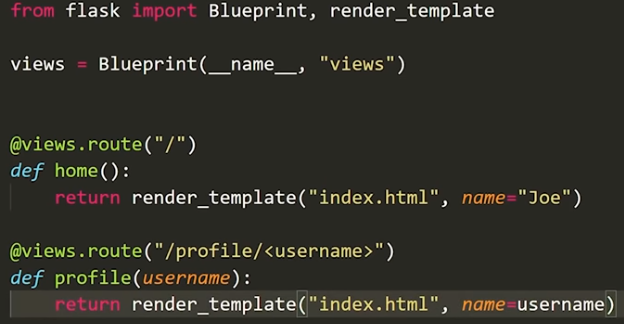 from flask import Blueprint, render_template
views = Blueprint(__name__, "views")
@views.route("/")
def home():
    return render_template("index.html", name="Joe")
@views.route("/profile/<username>")
def profile(username):
    return render_template("index.html", name=username)